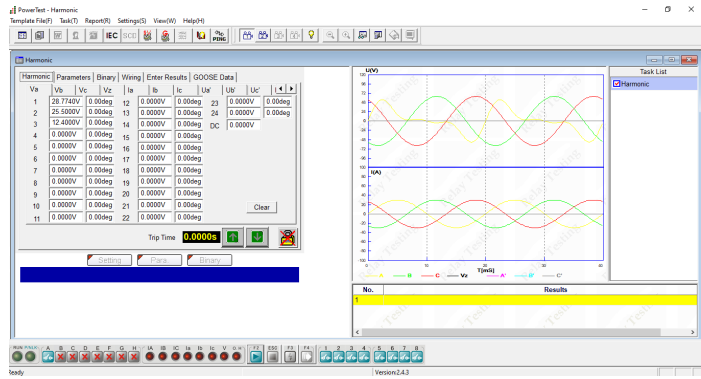 PowerTest - Harmonic
Template File(F) Task(T) Report(R) Settings(S) View(W) Help(H)
IEC PING
Harmonic
Harmonic Parameters Binary Wiring Enter Results GOOSE Data
Va Vb Vc Vz Ia Ib Ic Ua' Ub' Uc'
1 28.7740V 0.00deg 12 0.0000V 0.00deg 23 0.0000V 0.00deg
2 25.5000V 0.00deg 13 0.0000V 0.00deg 24 0.0000V 0.00deg
3 12.4000V 0.00deg 14 0.0000V 0.00deg DC 0.0000V
4 0.0000V 0.00deg 15 0.0000V 0.00deg
5 0.0000V 0.00deg 16 0.0000V 0.00deg
6 0.0000V 0.00deg 17 0.0000V 0.00deg
7 0.0000V 0.00deg 18 0.0000V 0.00deg
8 0.0000V 0.00deg 19 0.0000V 0.00deg
9 0.0000V 0.00deg 20 0.0000V 0.00deg
10 0.0000V 0.00deg 21 0.0000V 0.00deg
11 0.0000V 0.00deg 22 0.0000V 0.00deg
Clear
Trip Time 0.0000s
Setting Para Binary
U(V)
I(A)
T[mS]
A B C Vz A' B' C'
Task List
Harmonic
No. Results
1
A B C D E F G H IA IB IC Ia Ib Ic V F2 ESC F3 F4 1 2 3 4 5 6 7 8
Ready Version:2.4.3